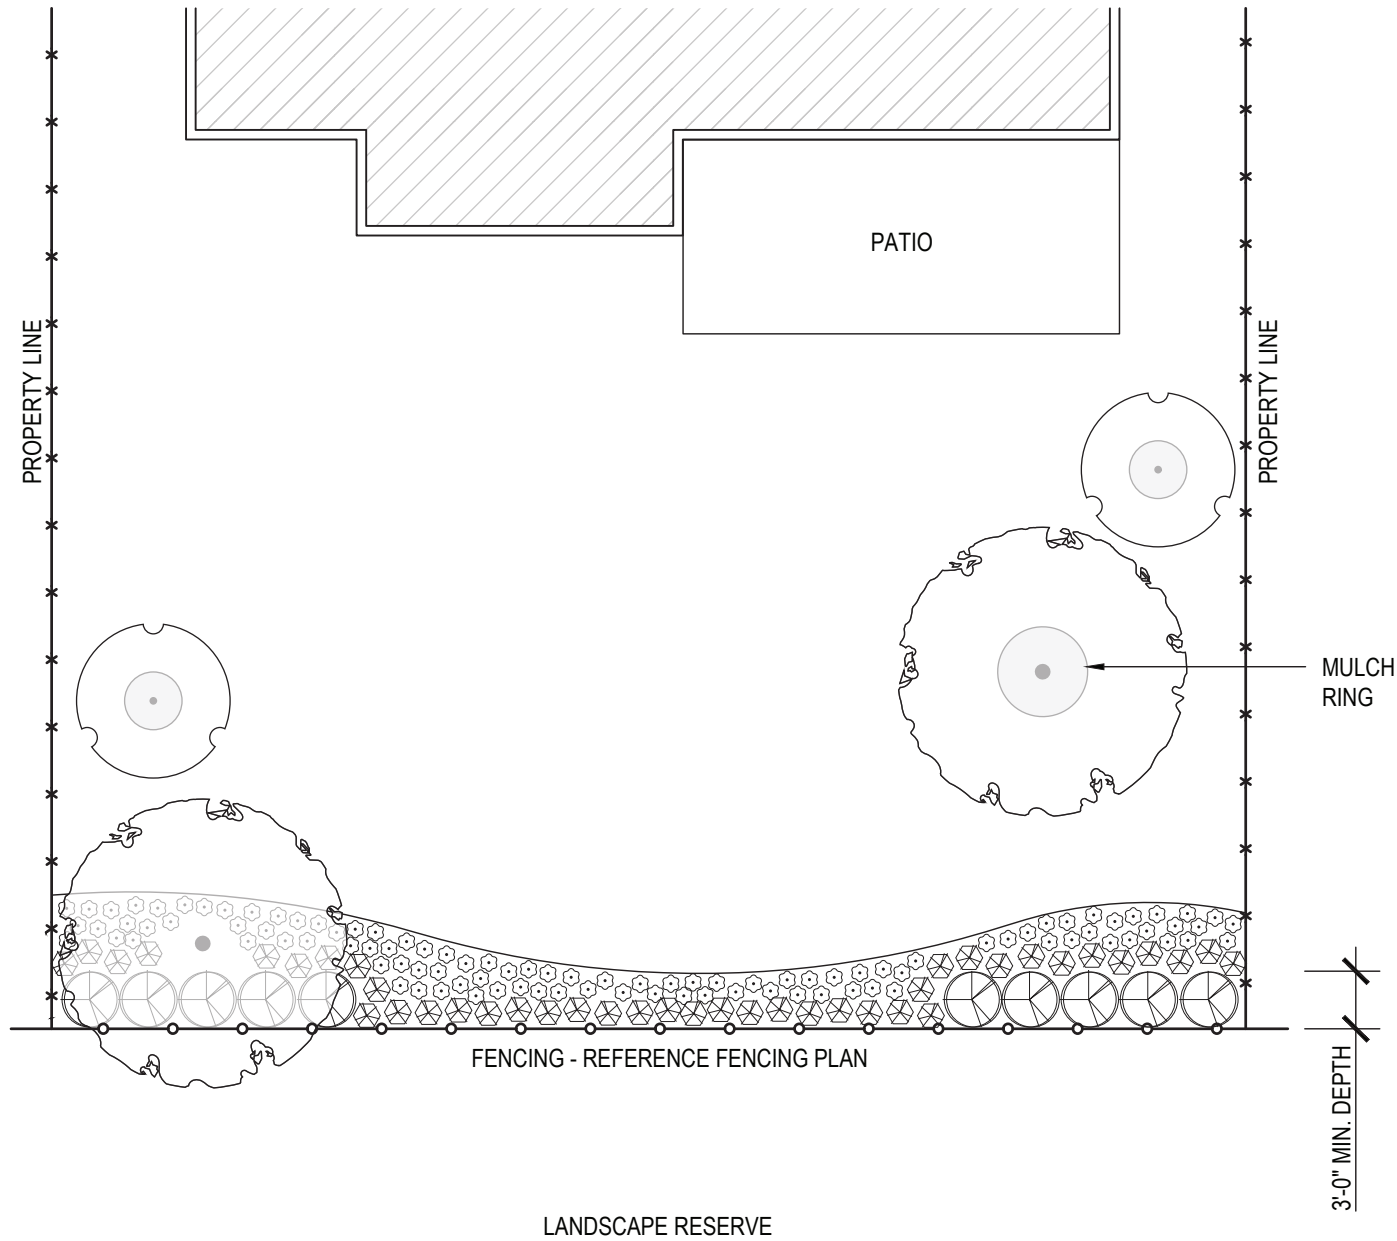 PATIO
PROPERTY LINE
PROPERTY LINE
MULCH
RING
FENCING - REFERENCE FENCING PLAN
3'-0" MIN. DEPTH
LANDSCAPE RESERVE